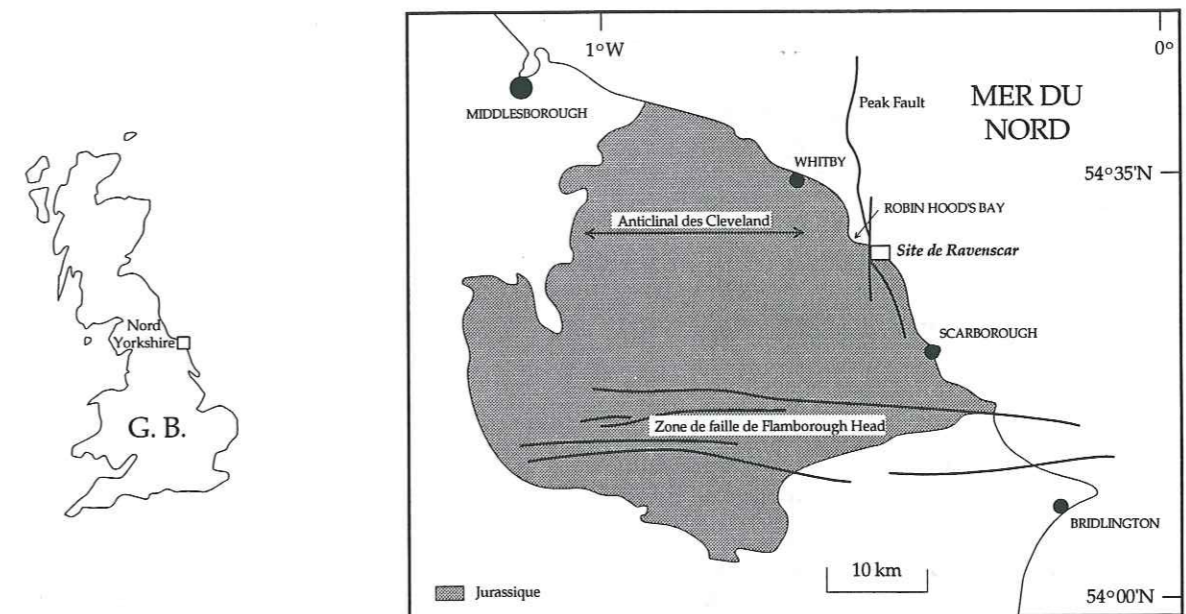 Nord
Yorkshire
G. B.
1°W
0°
MIDDLESBOROUGH
Peak Fault
MER DU
NORD
WHITBY
54°35'N
ROBIN HOOD'S BAY
Anticlinal des Cleveland
Site de Ravenscar
SCARBOROUGH
Zone de faille de Flamborough Head
BRIDLINGTON
10 km
Jurassique
54°00'N